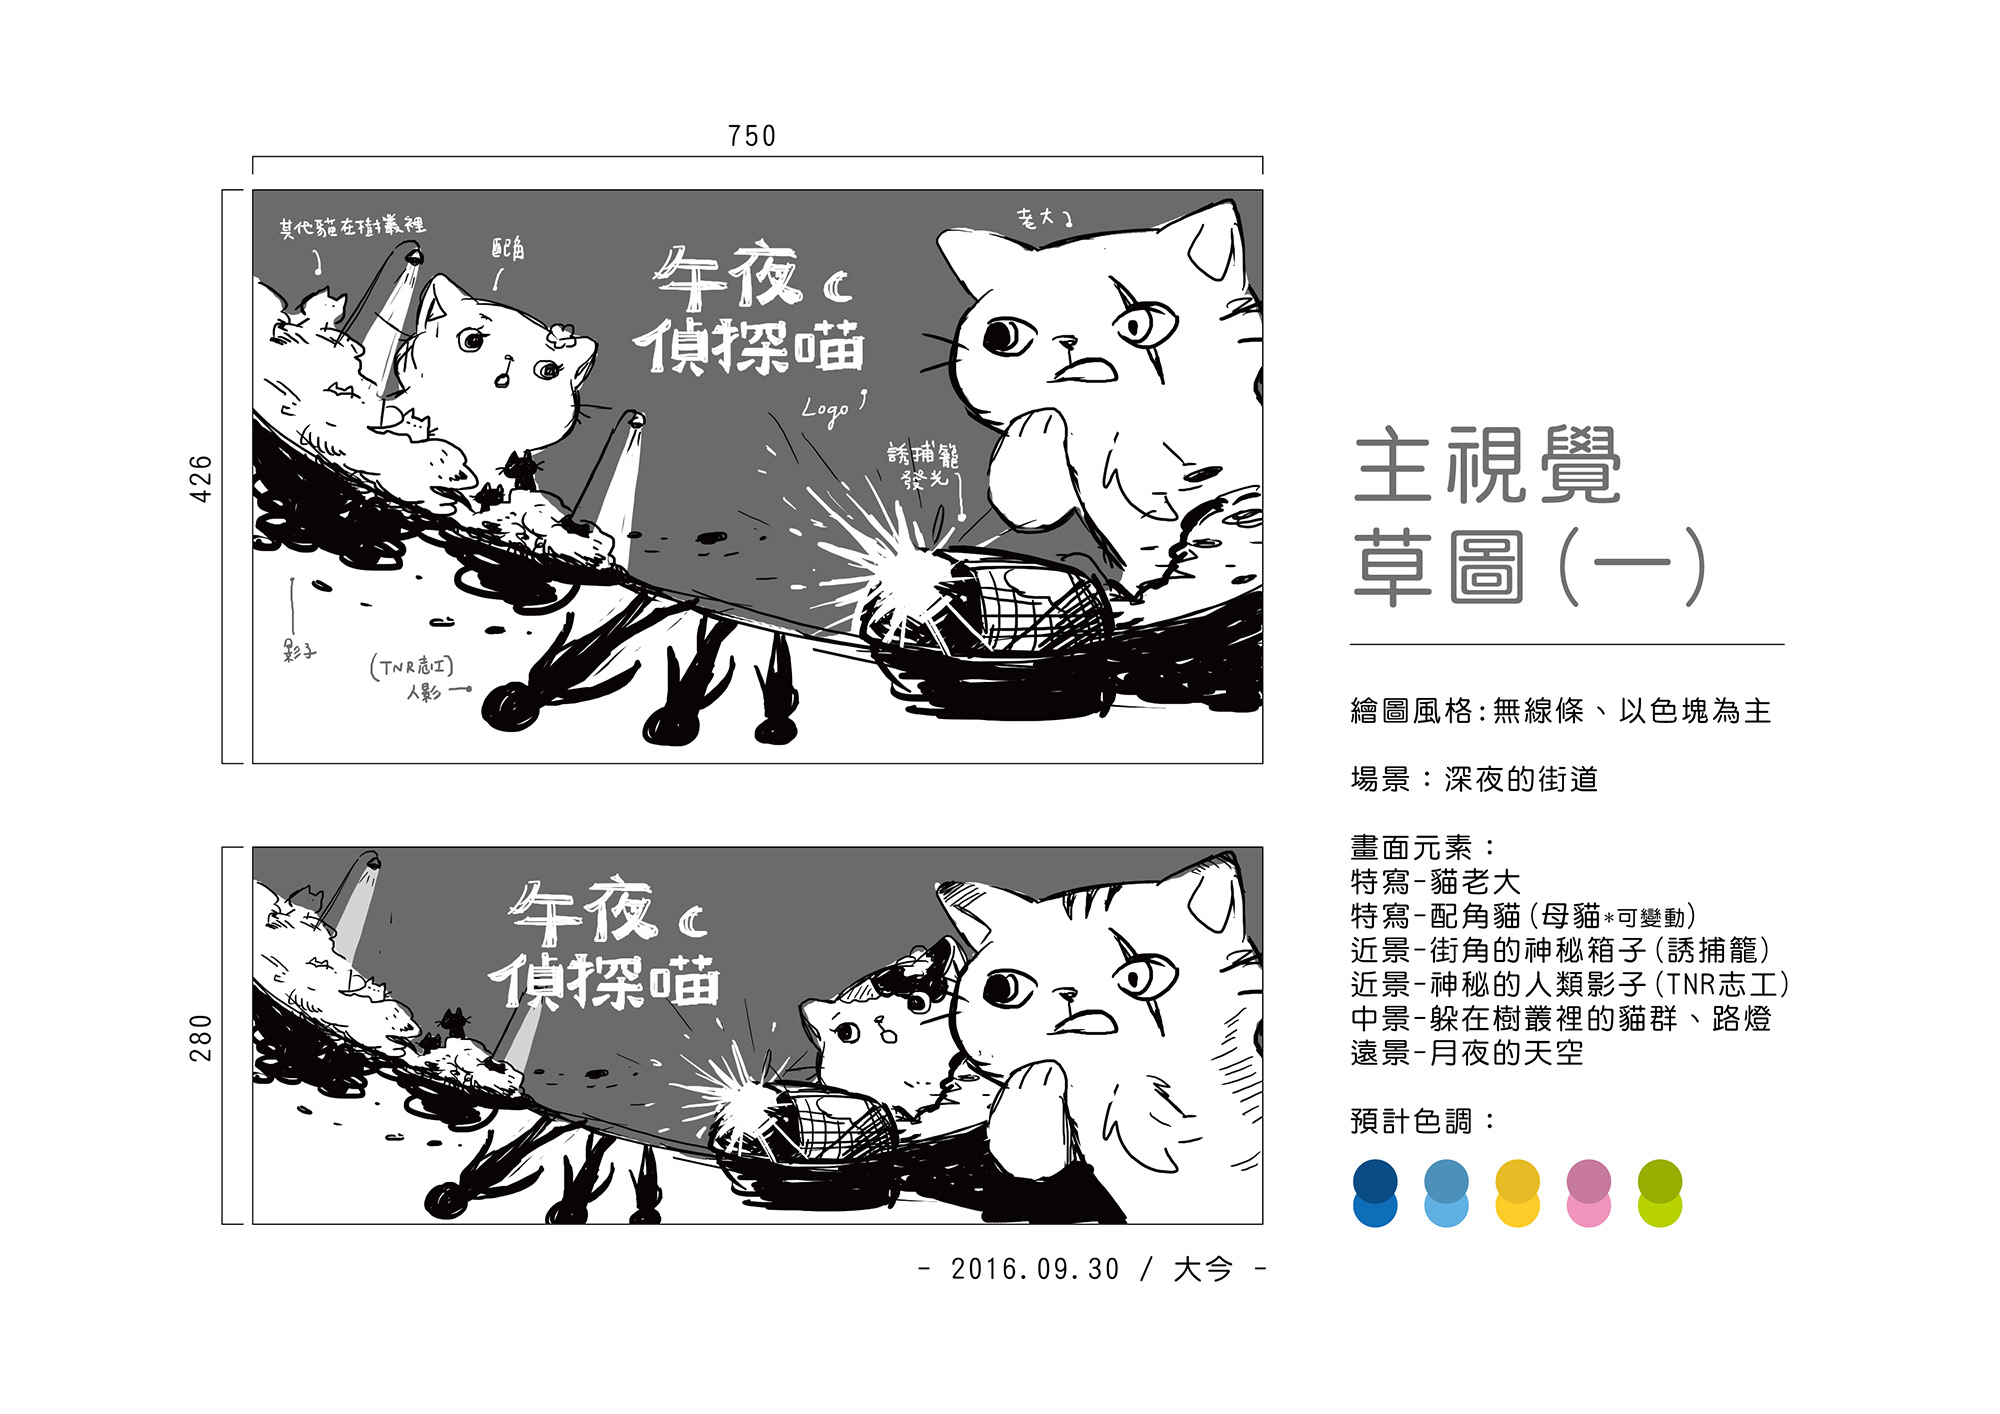 750
426
其他貓在樹叢裡
配角
午夜
偵探喵
Logo
老大
誘捕籠
發光
影子
(TNR志工)
人影
280
午夜
偵探喵
- 2016.09.30 / 大今 -
主視覺
草圖(一)
繪圖風格:無線條、以色塊為主
場景：深夜的街道
畫面元素：
特寫-貓老大
特寫-配角貓(母貓*可變動)
近景-街角的神秘箱子(誘捕籠)
近景-神秘的人類影子(TNR志工)
中景-躲在樹叢裡的貓群、路燈
遠景-月夜的天空
預計色調：